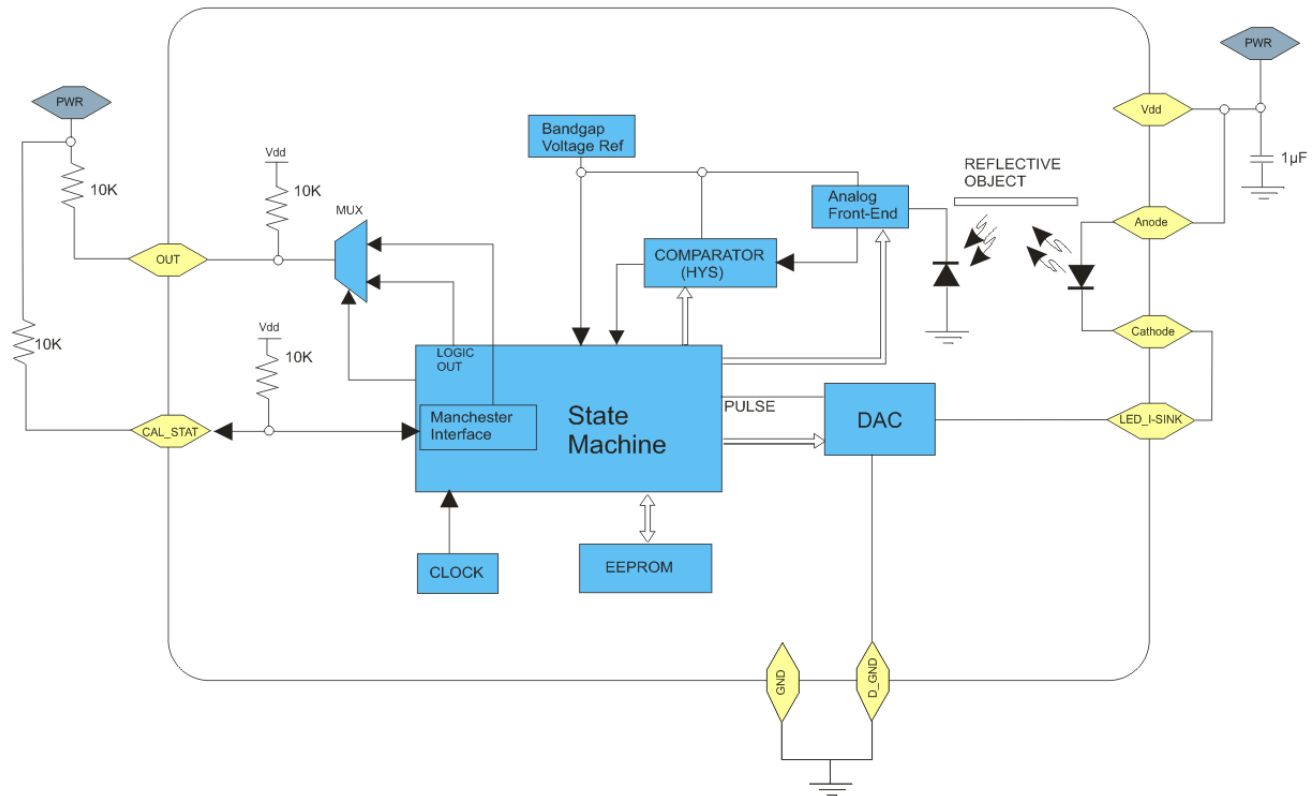 PWR
PWR
Vdd
Bandgap
Voltage Ref
1µF
REFLECTIVE
OBJECT
Vdd
10K
10K
MUX
Analog
Front-End
Anode
OUT
COMPARATOR
(HYS)
Vdd
10K
10K
LOGIC
OUT
Cathode
CAL_STAT
Manchester
Interface
State
Machine
PULSE
DAC
LED_I-SINK
CLOCK
EEPROM
GND
D_GND